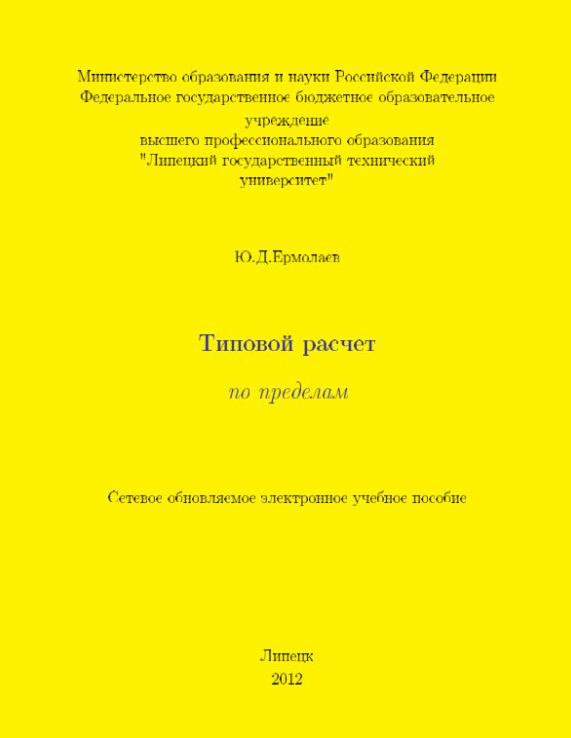 Министерство образования и науки Российской Федерации
Федеральное государственное бюджетное образовательное
учреждение
высшего профессионального образования
"Липецкий государственный технический
университет"
Ю.Д.Ермолаев
Типовой расчет
по пределам
Сетевое обновляемое электронное учебное пособие
Липецк
2012